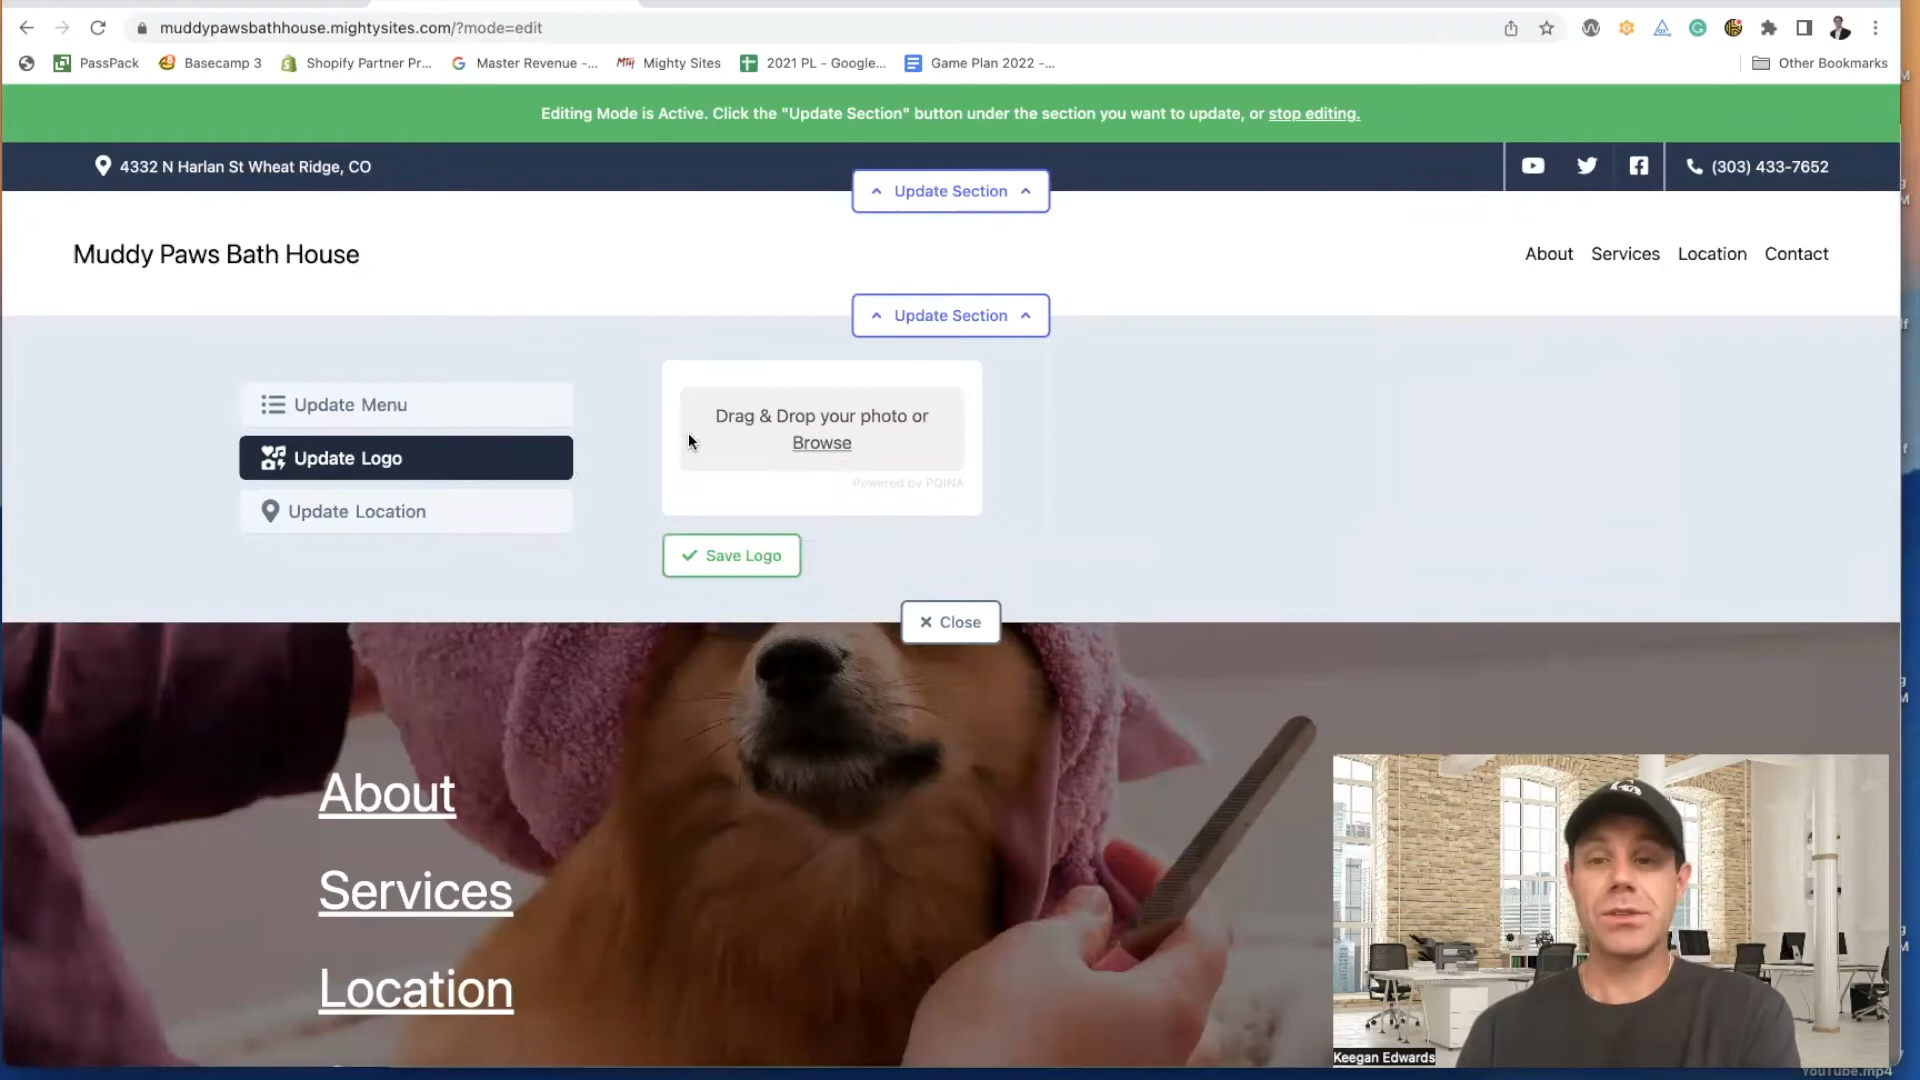 muddypawsbathhouse.mightysites.com/?mode=edit
PassPack
Basecamp 3
Shopify Partner Pr...
Master Revenue -...
Mighty Sites
2021 PL - Google...
Game Plan 2022 -...
Other Bookmarks
Editing Mode is Active. Click the "Update Section" button under the section you want to update, or stop editing.
4332 N Harlan St Wheat Ridge, CO
(303) 433-7652
Update Section
Muddy Paws Bath House
About Services Location Contact
Update Section
Update Menu
Drag & Drop your photo or
Browse
Update Logo
Powered by PQINA
Update Location
Save Logo
Close
About
Services
Location
Keegan Edwards
YouTube.mp4